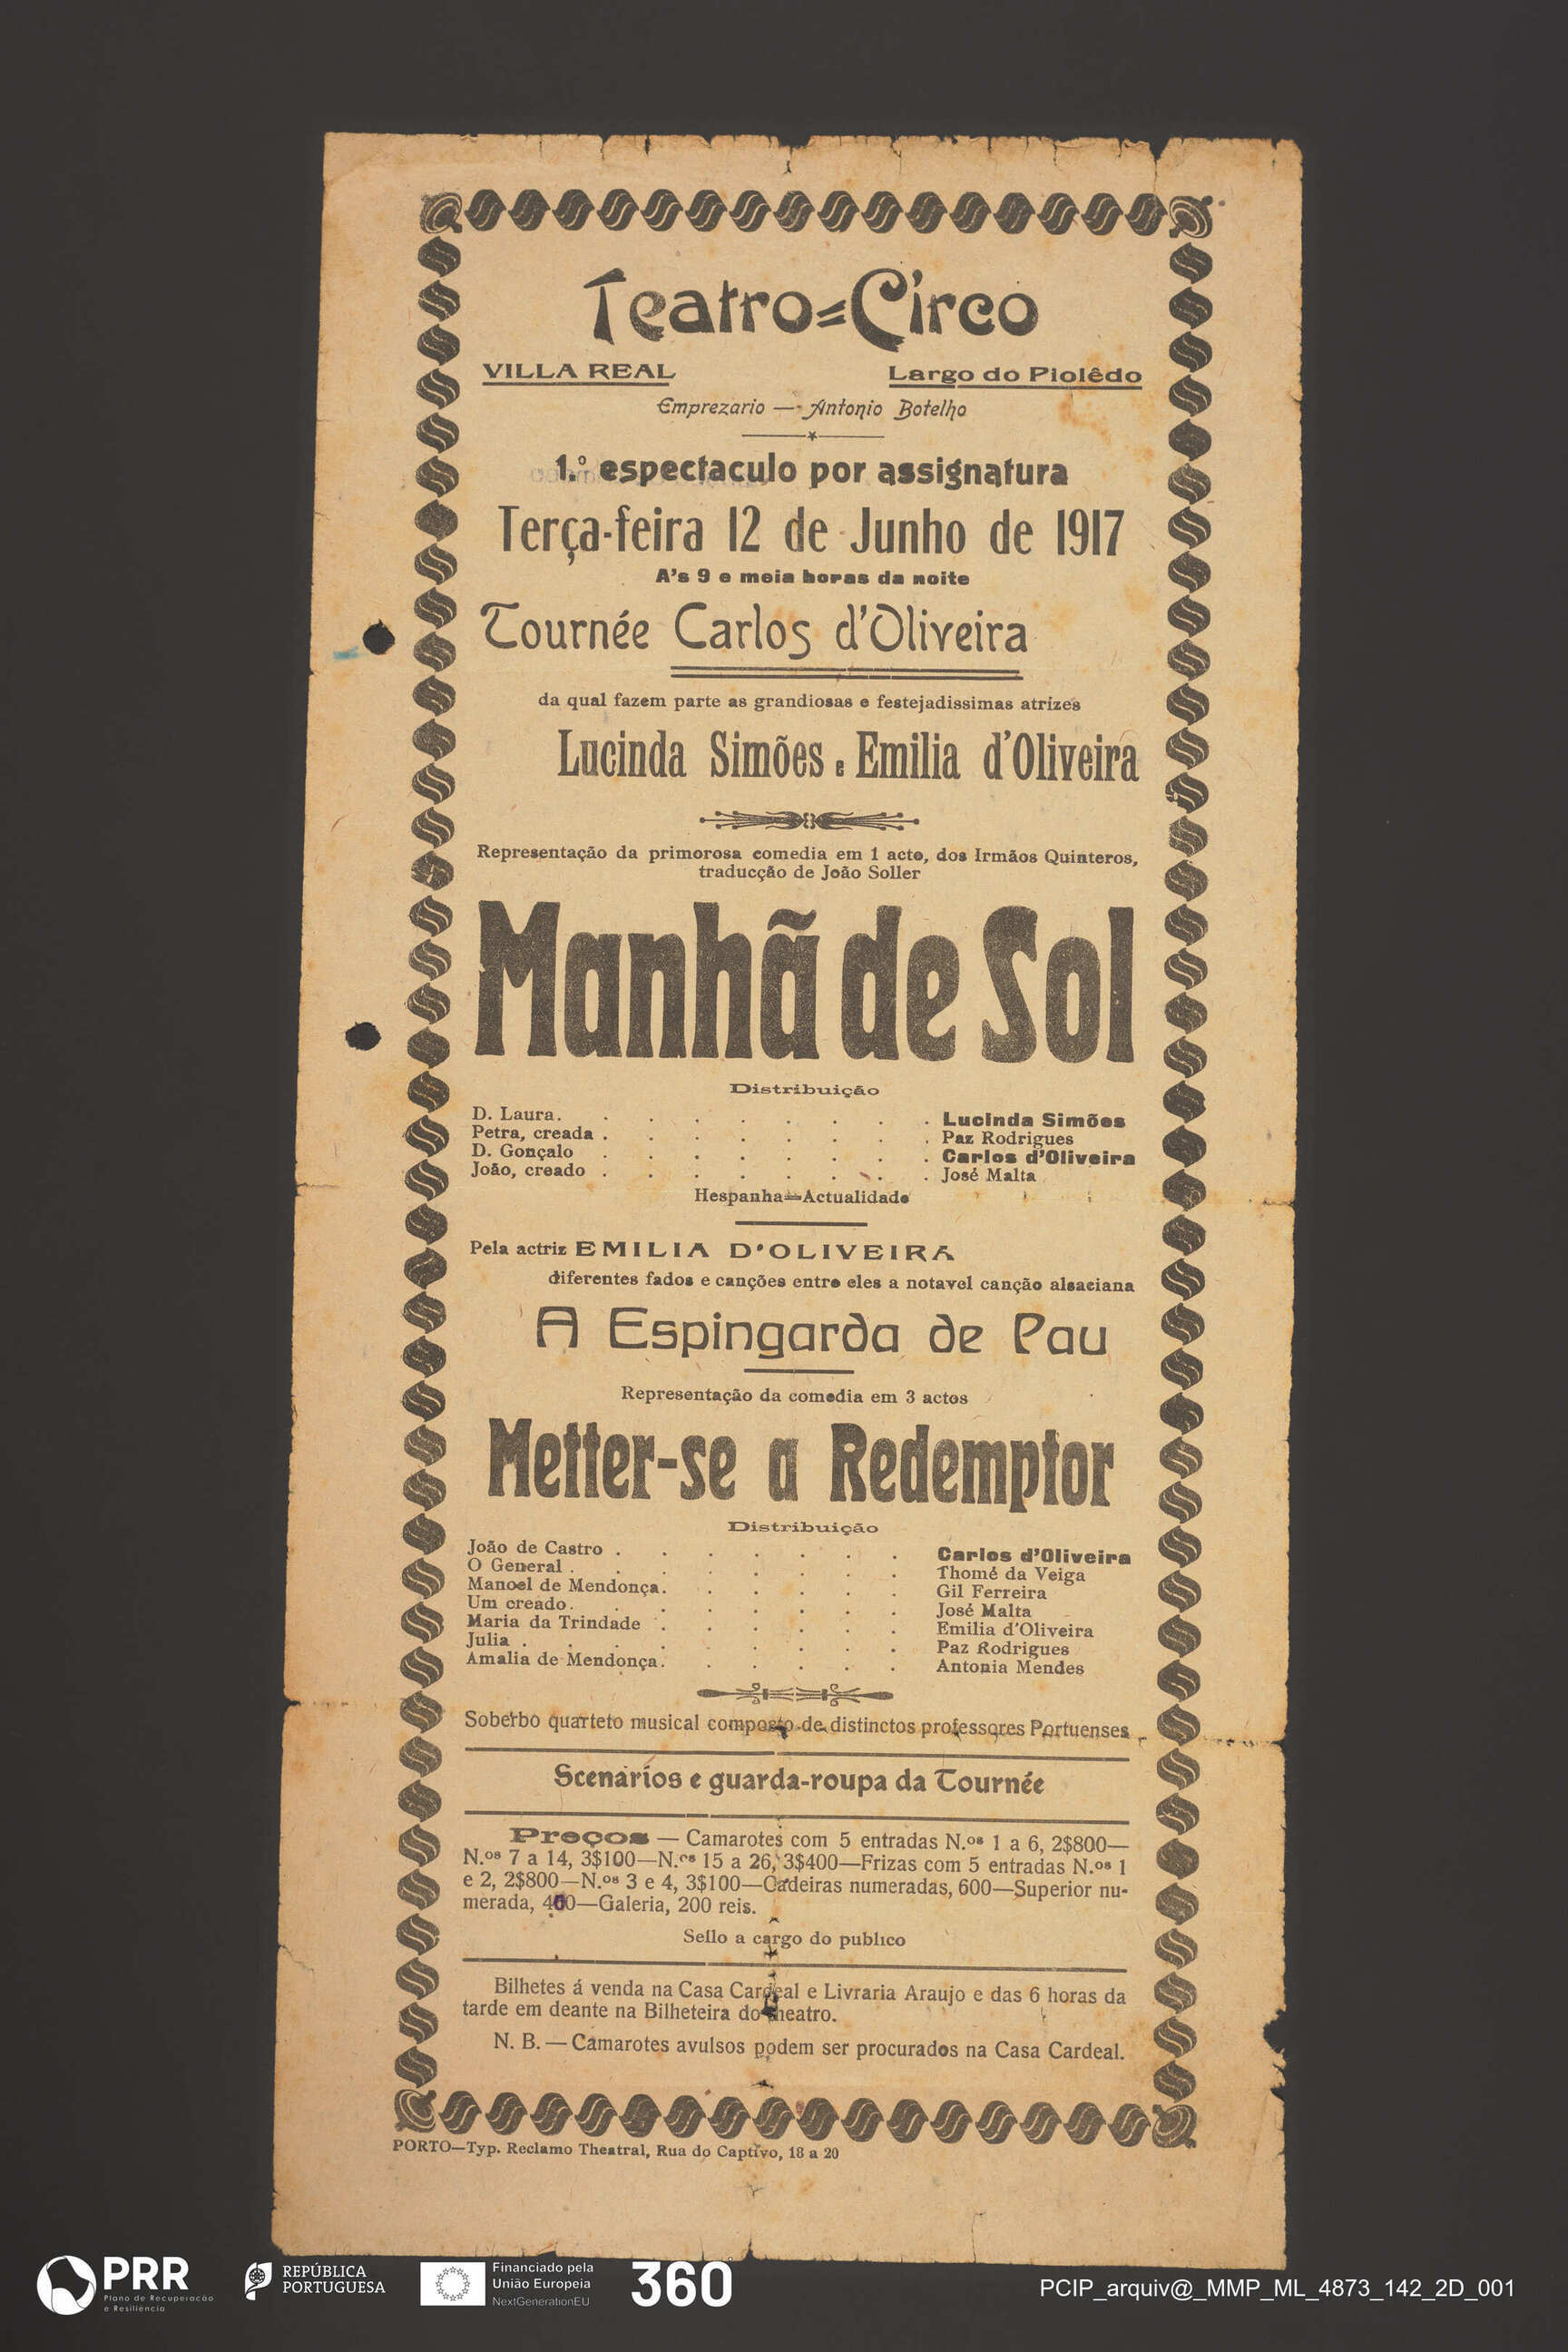 Teatro=Circo
VILLA REAL Largo do Piolêdo
Emprezario — Antonio Botelho
1.º espectaculo por assignatura
Terça-feira 12 de Junho de 1917
A's 9 e meia horas da noite
Tournée Carlos d'Oliveira
da qual fazem parte as grandiosas e festejadissimas atrizes
Lucinda Simões e Emilia d'Oliveira
Representação da primorosa comedia em 1 acto, dos Irmãos Quinteros,
traducção de João Soller
Manhã de Sol
Distribuição
D. Laura. . . . . . . . . Lucinda Simões
Petra, creada . . . . . . . . Paz Rodrigues
D. Gonçalo . . . . . . . . Carlos d'Oliveira
João, creado . . . . . . . . José Malta
Hespanha=Actualidade
Pela actriz EMILIA D'OLIVEIRA
diferentes fados e canções entre eles a notavel canção alsaciana
A Espingarda de Pau
Representação da comedia em 3 actos
Metter-se a Redemptor
Distribuição
João de Castro . . . . . . . Carlos d'Oliveira
O General . . . . . . . . Thomé da Veiga
Manoel de Mendonça. . . . . . Gil Ferreira
Um creado. . . . . . . . José Malta
Maria da Trindade . . . . . . Emilia d'Oliveira
Julia . . . . . . . . . Paz Rodrigues
Amalia de Mendonça. . . . . . Antonia Mendes
Soberbo quarteto musical composto de distinctos professores Portuenses
Scenarios e guarda-roupa da Tournée
Preços — Camarotes com 5 entradas N.os 1 a 6, 2$800—
N.os 7 a 14, 3$100—N.os 15 a 26, 3$400—Frizas com 5 entradas N.os 1
e 2, 2$800—N.os 3 e 4, 3$100—Cadeiras numeradas, 600—Superior nu-
merada, 400—Galeria, 200 reis.
Sello a cargo do publico
Bilhetes á venda na Casa Cardeal e Livraria Araujo e das 6 horas da
tarde em deante na Bilheteira do theatro.
N. B. — Camarotes avulsos podem ser procurados na Casa Cardeal.
PORTO—Typ. Reclamo Theatral, Rua do Captivo, 18 a 20
PRR
Plano de Recuperação
e Resiliência
REPÚBLICA
PORTUGUESA
Financiado pela
União Europeia
NextGenerationEU
360
PCIP_arquiv@_MMP_ML_4873_142_2D_001